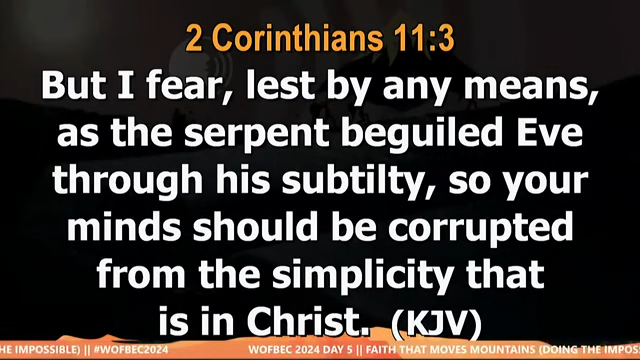 2 Corinthians 11:3
But I fear, lest by any means,
as the serpent beguiled Eve
through his subtilty, so your
minds should be corrupted
from the simplicity that
is in Christ. (KJV)
HE IMPOSSIBLE) || #WOFBEC2024 WOFBEC 2024 DAY 5 || FAITH THAT MOVES MOUNTAINS (DOING THE IMPOS